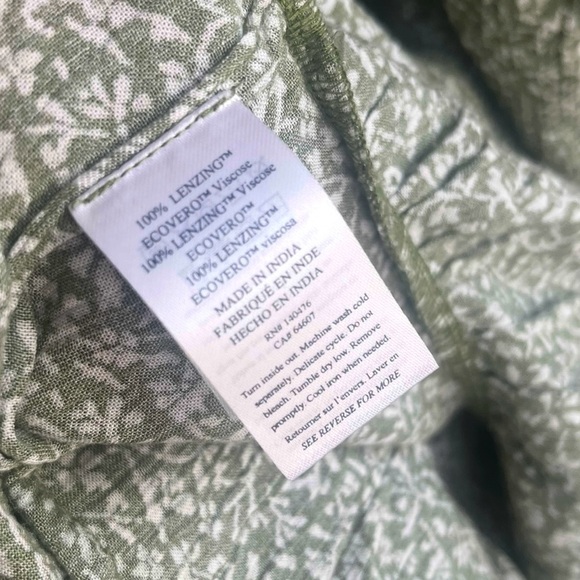 100% LENZING™
ECOVERO™ Viscose
100% LENZING™ Viscose
ECOVERO™
100% LENZING™
ECOVERO™ viscosa
MADE IN INDIA
FABRIQUÉ EN INDE
HECHO EN INDIA
RN# 140476
CA# 64607
Turn inside out. Machine wash cold
separately. Delicate cycle. Do not
bleach. Tumble dry low. Remove
promptly. Cool iron when needed.
Retourner sur l'envers. Laver en
SEE REVERSE FOR MORE